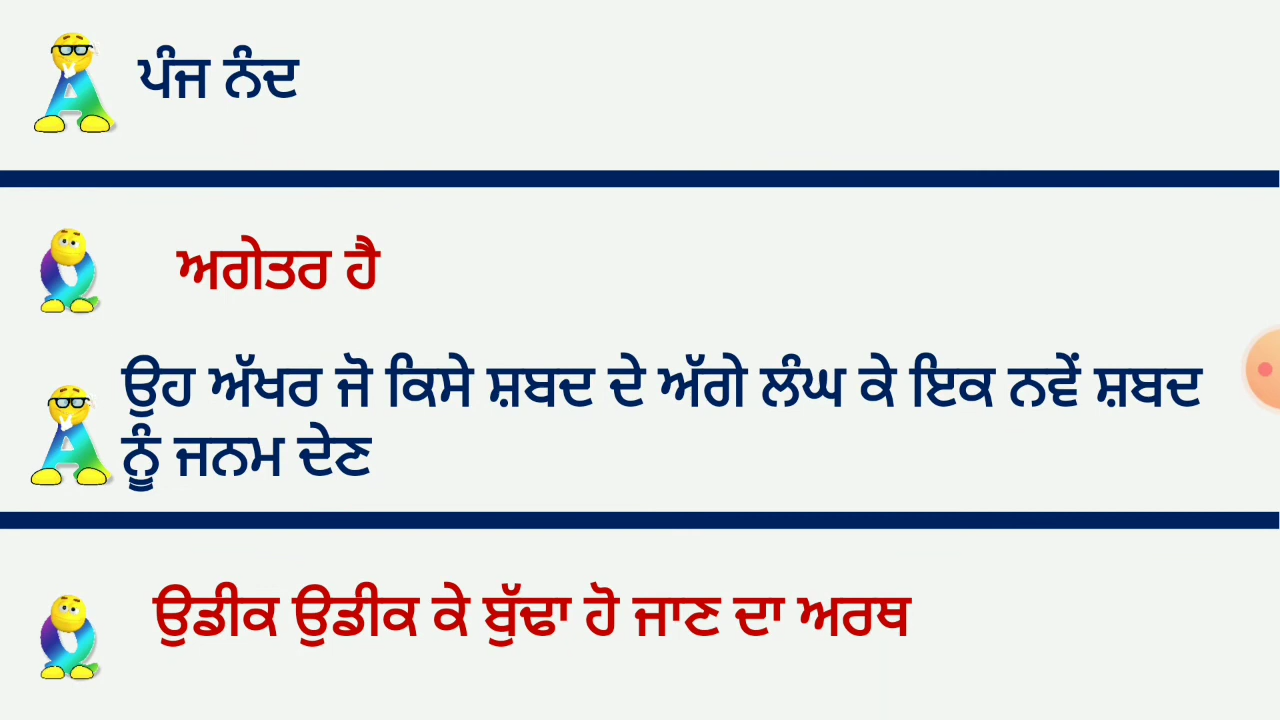 ਪੰਜ ਨੰਦ
ਅਗੇਤਰ ਹੈ
ਉਹ ਅੱਖਰ ਜੋ ਕਿਸੇ ਸ਼ਬਦ ਦੇ ਅੱਗੇ ਲੰਘ ਕੇ ਇਕ ਨਵੇਂ ਸ਼ਬਦ
ਨੂੰ ਜਨਮ ਦੇਣ
ਉਡੀਕ ਉਡੀਕ ਕੇ ਬੁੱਢਾ ਹੋ ਜਾਣ ਦਾ ਅਰਥ